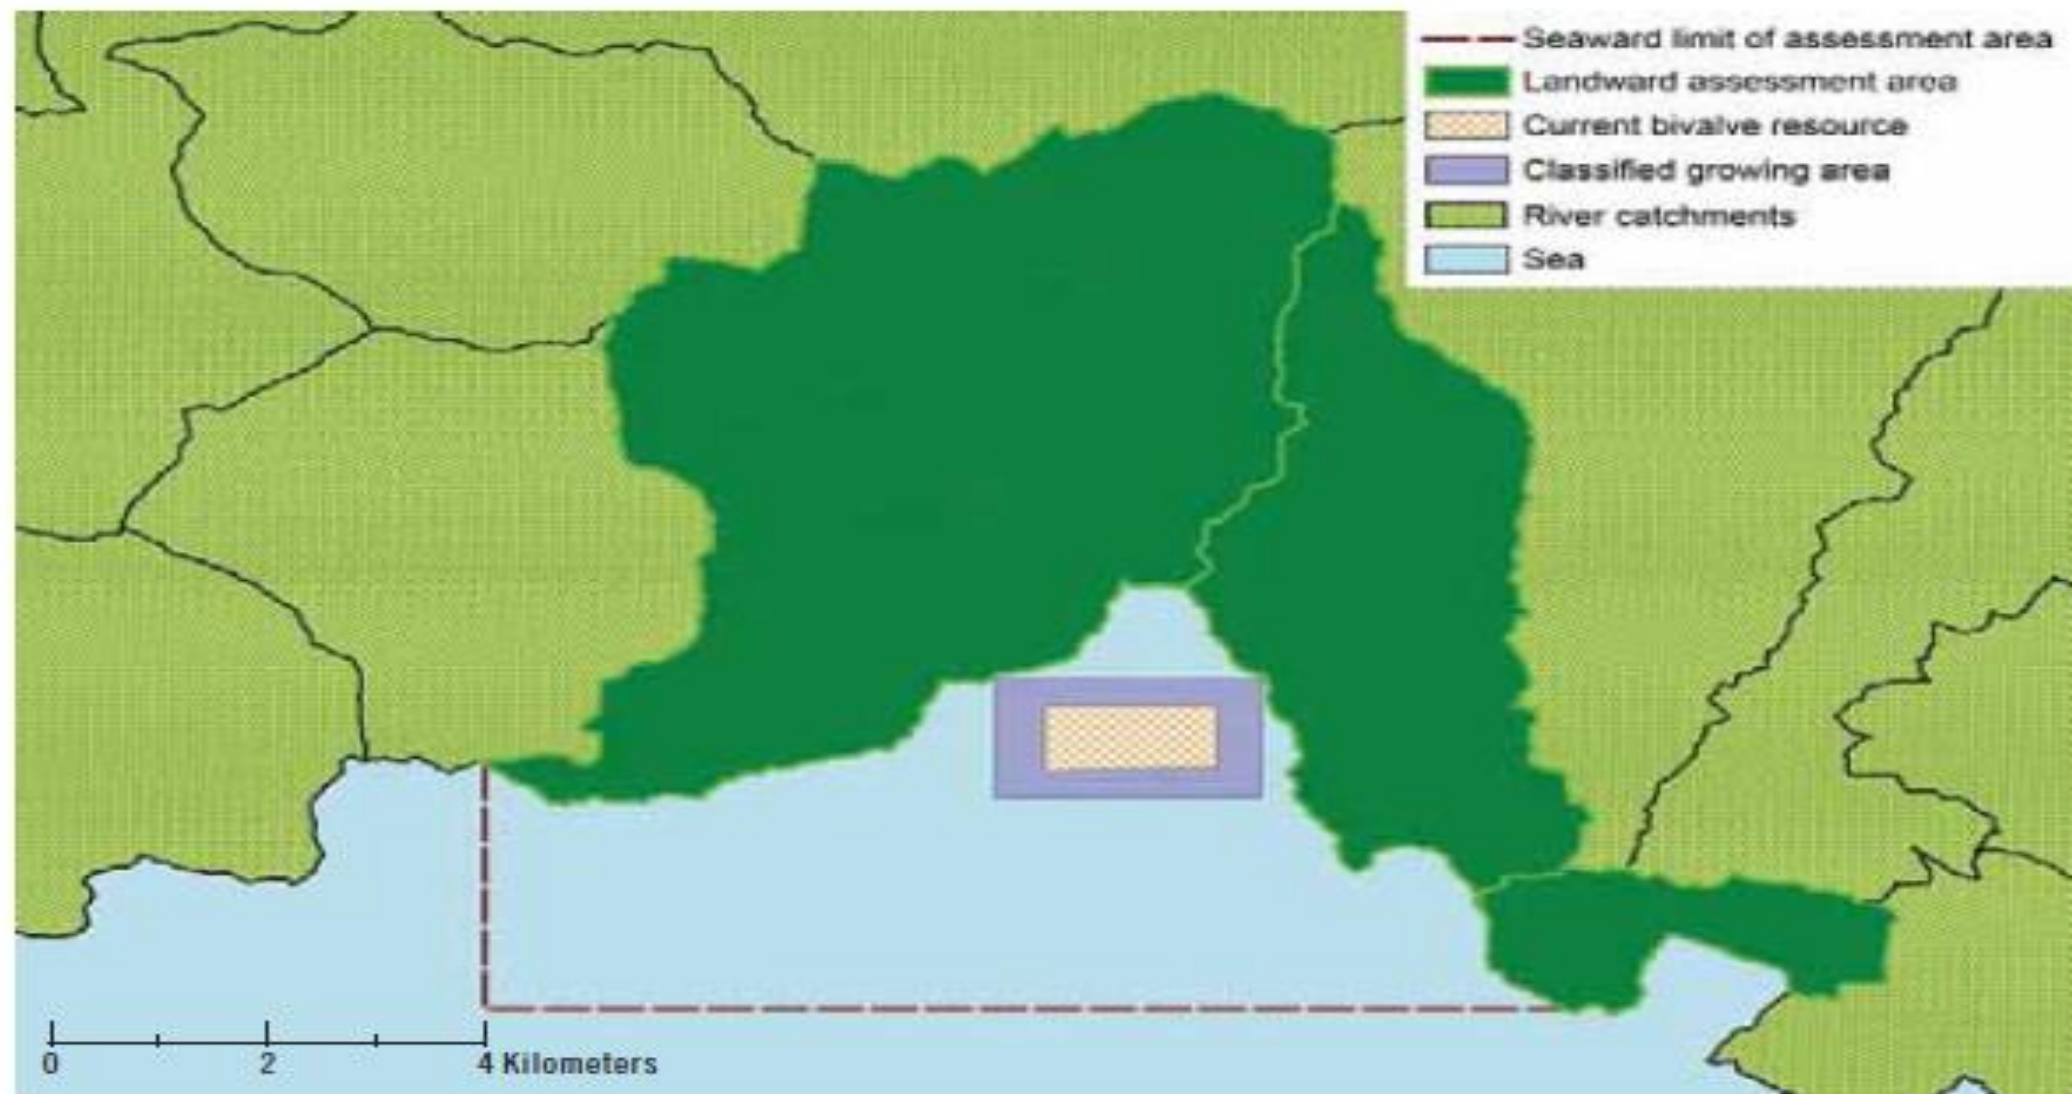 Seaward limit of assessment area
Landward assessment area
Current bivalve resource
Classified growing area
River catchments
Sea
0 2 4 Kilometers